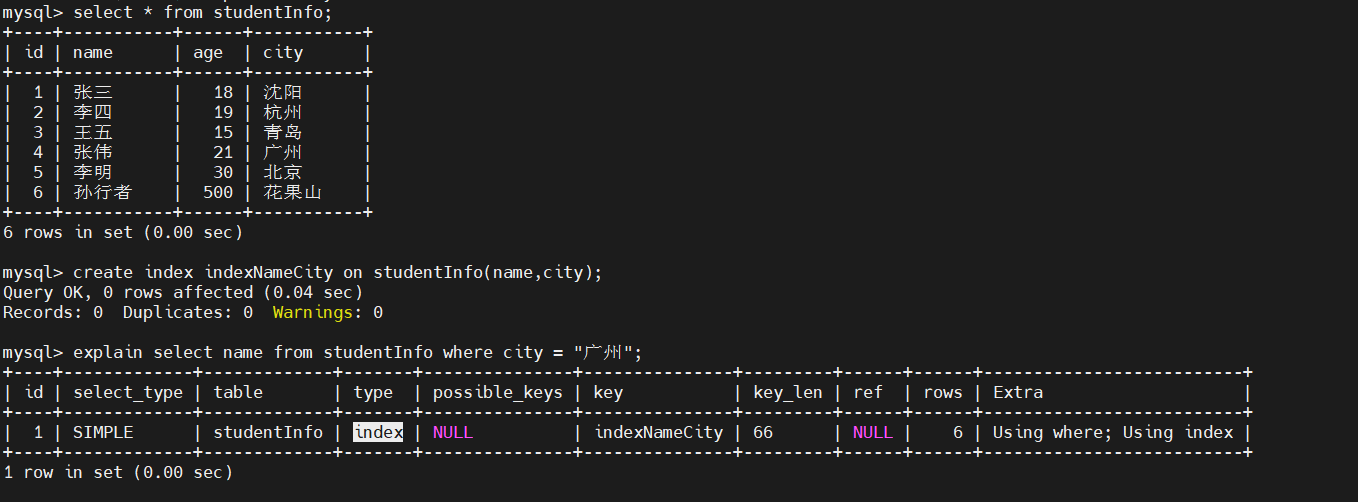 mysql> select * from studentInfo;
+----+-----------+------+-----------+
| id | name      | age  | city      |
+----+-----------+------+-----------+
|  1 | 张三      |   18 | 沈阳      |
|  2 | 李四      |   19 | 杭州      |
|  3 | 王五      |   15 | 青岛      |
|  4 | 张伟      |   21 | 广州      |
|  5 | 李明      |   30 | 北京      |
|  6 | 孙行者    |  500 | 花果山    |
+----+-----------+------+-----------+
6 rows in set (0.00 sec)
mysql> create index indexNameCity on studentInfo(name,city);
Query OK, 0 rows affected (0.04 sec)
Records: 0  Duplicates: 0  Warnings: 0
mysql> explain select name from studentInfo where city = "广州";
+----+-------------+-------------+-------+---------------+---------------+---------+------+------+--------------------------+
| id | select_type | table       | type  | possible_keys | key           | key_len | ref  | rows | Extra                    |
+----+-------------+-------------+-------+---------------+---------------+---------+------+------+--------------------------+
|  1 | SIMPLE      | studentInfo | index | NULL          | indexNameCity | 66      | NULL |    6 | Using where; Using index |
+----+-------------+-------------+-------+---------------+---------------+---------+------+------+--------------------------+
1 row in set (0.00 sec)